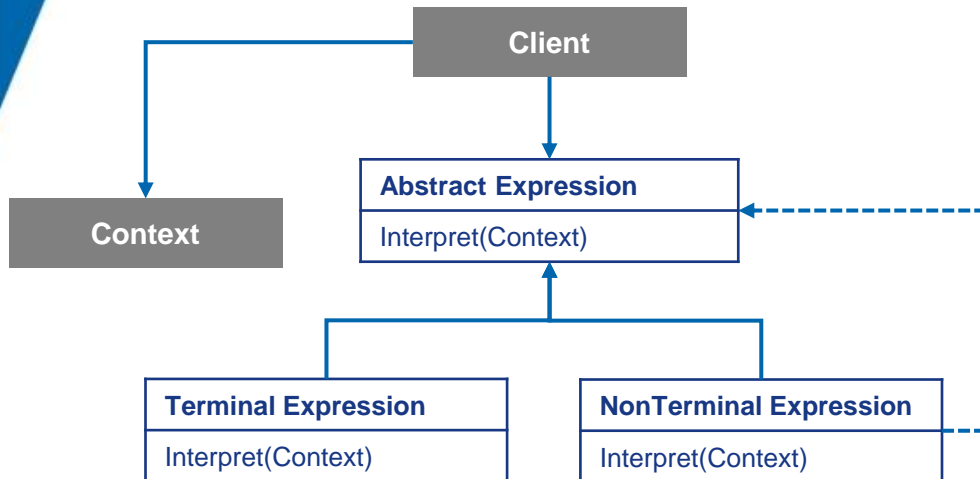 Client
Abstract Expression
Interpret(Context)
Context
Terminal Expression
Interpret(Context)
NonTerminal Expression
Interpret(Context)